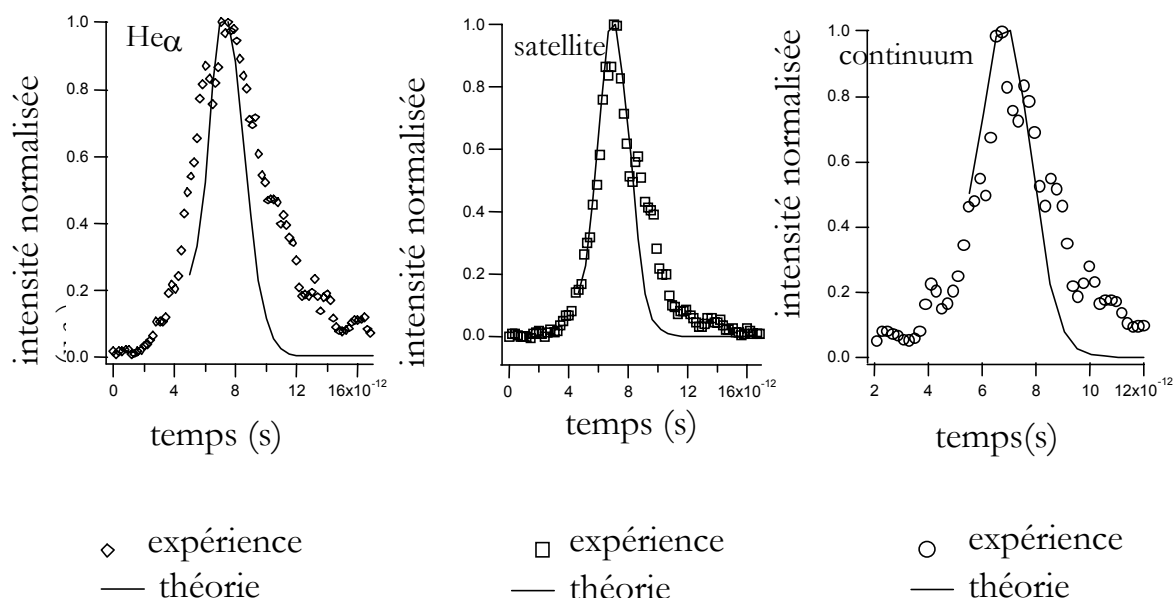 Heα
intensité normalisée
1.0
0.8
0.6
0.4
0.2
0.0
0
4
8
12
16x10-12
temps (s)
satellite
intensité normalisée
1.0
0.8
0.6
0.4
0.2
0.0
0
4
8
12
16x10-12
temps (s)
continuum
intensité normalisée
1.0
0.8
0.6
0.4
0.2
0.0
2
4
6
8
10
12x10-12
temps(s)
expérience
théorie
expérience
théorie
expérience
théorie